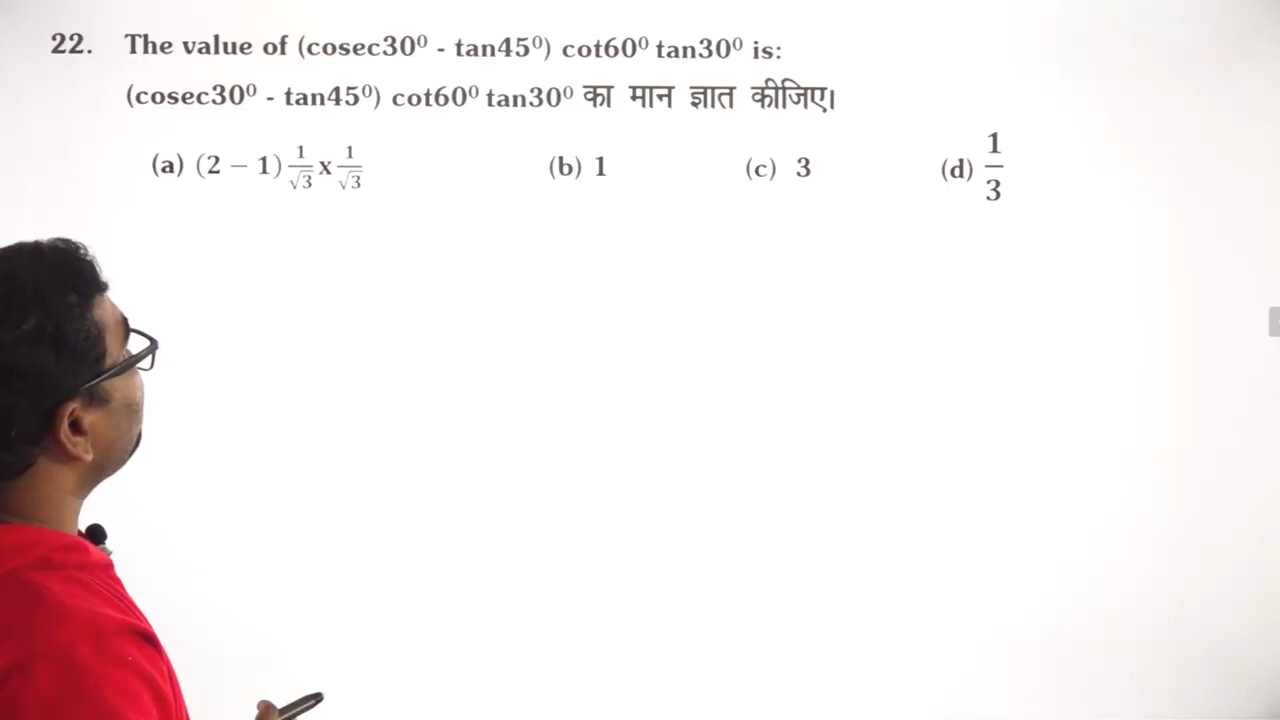 22. The value of (cosec30⁰ - tan45⁰) cot60⁰ tan30⁰ is:
(cosec30⁰ - tan45⁰) cot60⁰ tan30⁰ का मान ज्ञात कीजिए।
(a) (2 − 1) 1/√3 x 1/√3 (b) 1 (c) 3 (d) 1/3